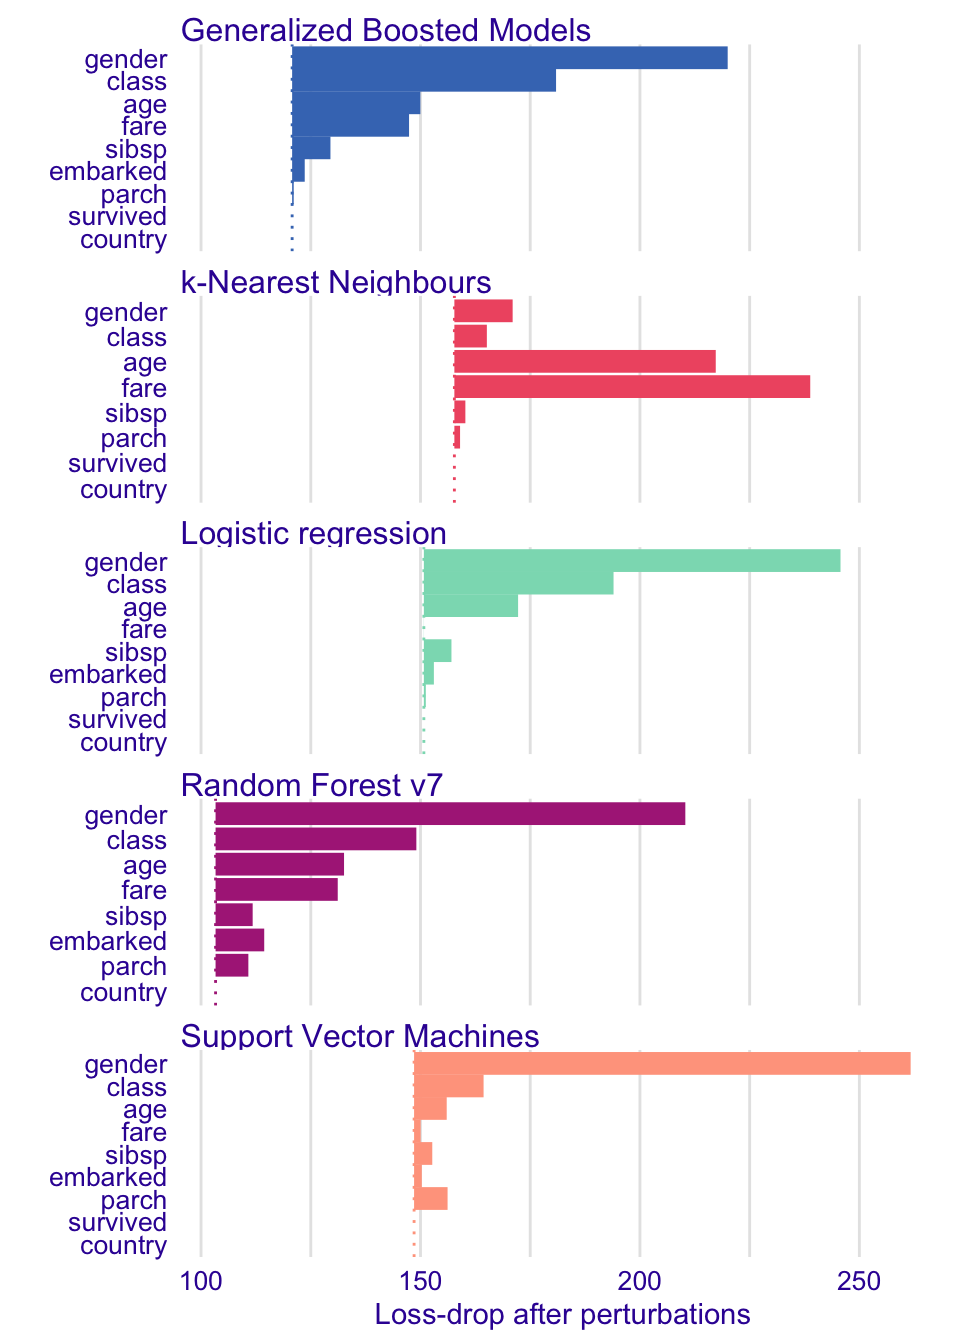 Generalized Boosted Models
gender
class
age
fare
sibsp
embarked
parch
survived
country
k-Nearest Neighbours
gender
class
age
fare
sibsp
parch
survived
country
Logistic regression
gender
class
age
fare
sibsp
embarked
parch
survived
country
Random Forest v7
gender
class
age
fare
sibsp
embarked
parch
country
Support Vector Machines
gender
class
age
fare
sibsp
embarked
parch
survived
country
100 150 200 250
Loss-drop after perturbations